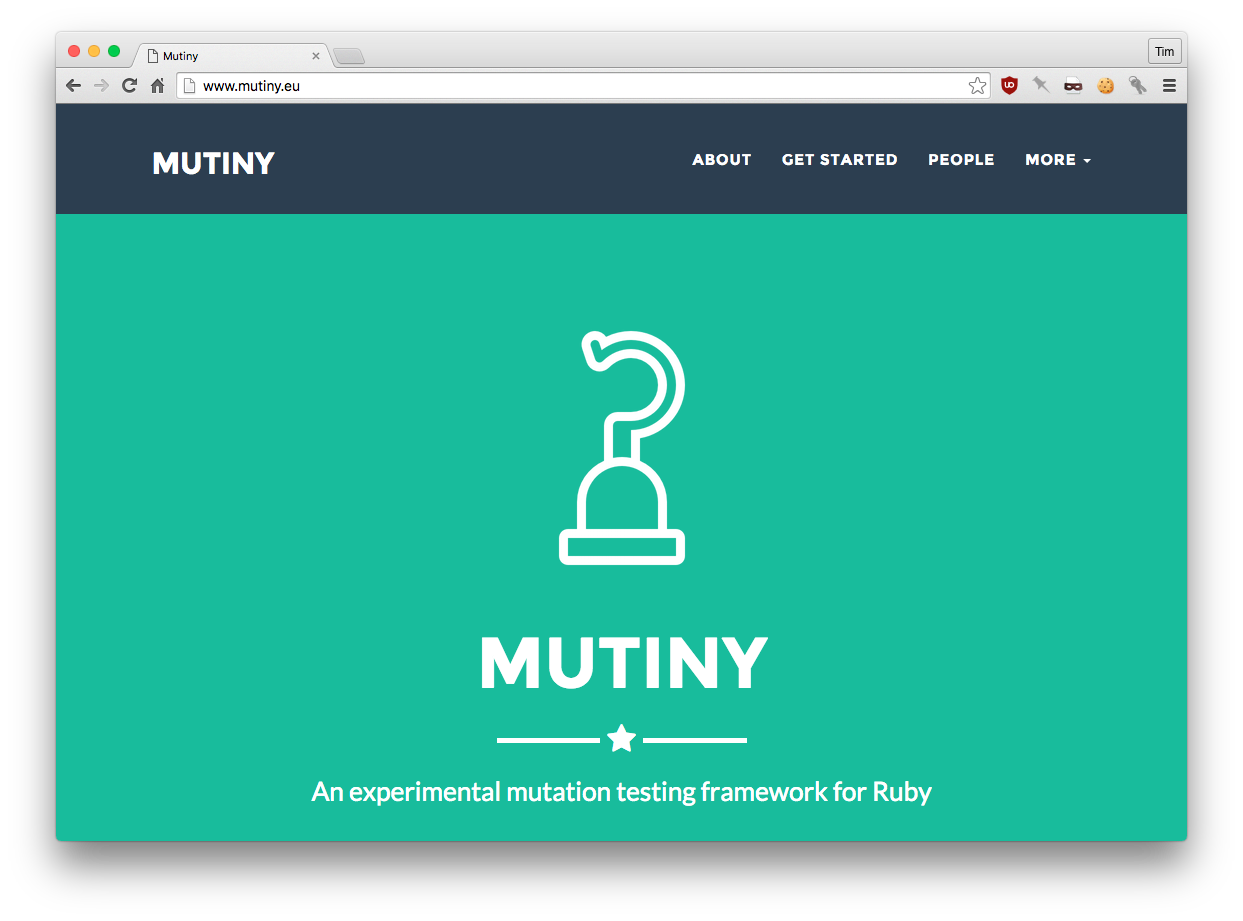 Mutiny
Tim
www.mutiny.eu
MUTINY
ABOUT
GET STARTED
PEOPLE
MORE
MUTINY
An experimental mutation testing framework for Ruby